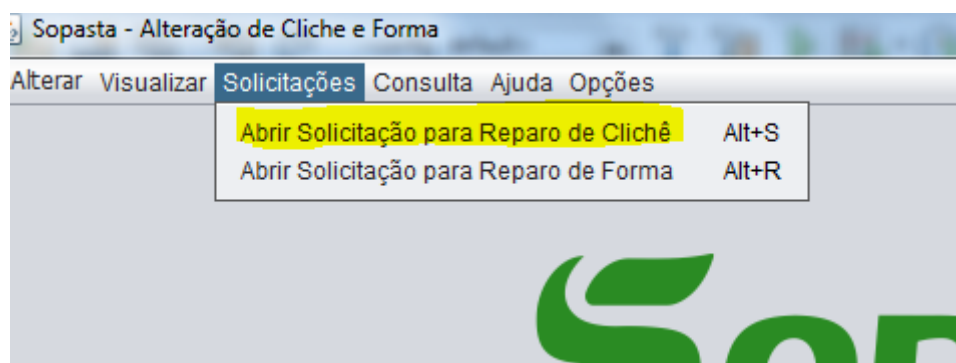 Sopasta - Alteração de Cliche e Forma
Alterar Visualizar Solicitações Consulta Ajuda Opções
Abrir Solicitação para Reparo de Clichê Alt+S
Abrir Solicitação para Reparo de Forma Alt+R